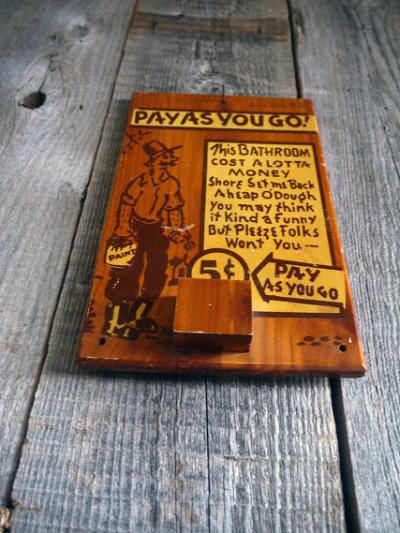 PAY AS YOU GO!
This BATHROOM
COST A LOTTA
MONEY
Shore Set me Back
A heap O'Dough
You may think
it Kind a funny
But Pleeze Folks
Wont You—
5¢
PAY
AS YOU GO
PAINT